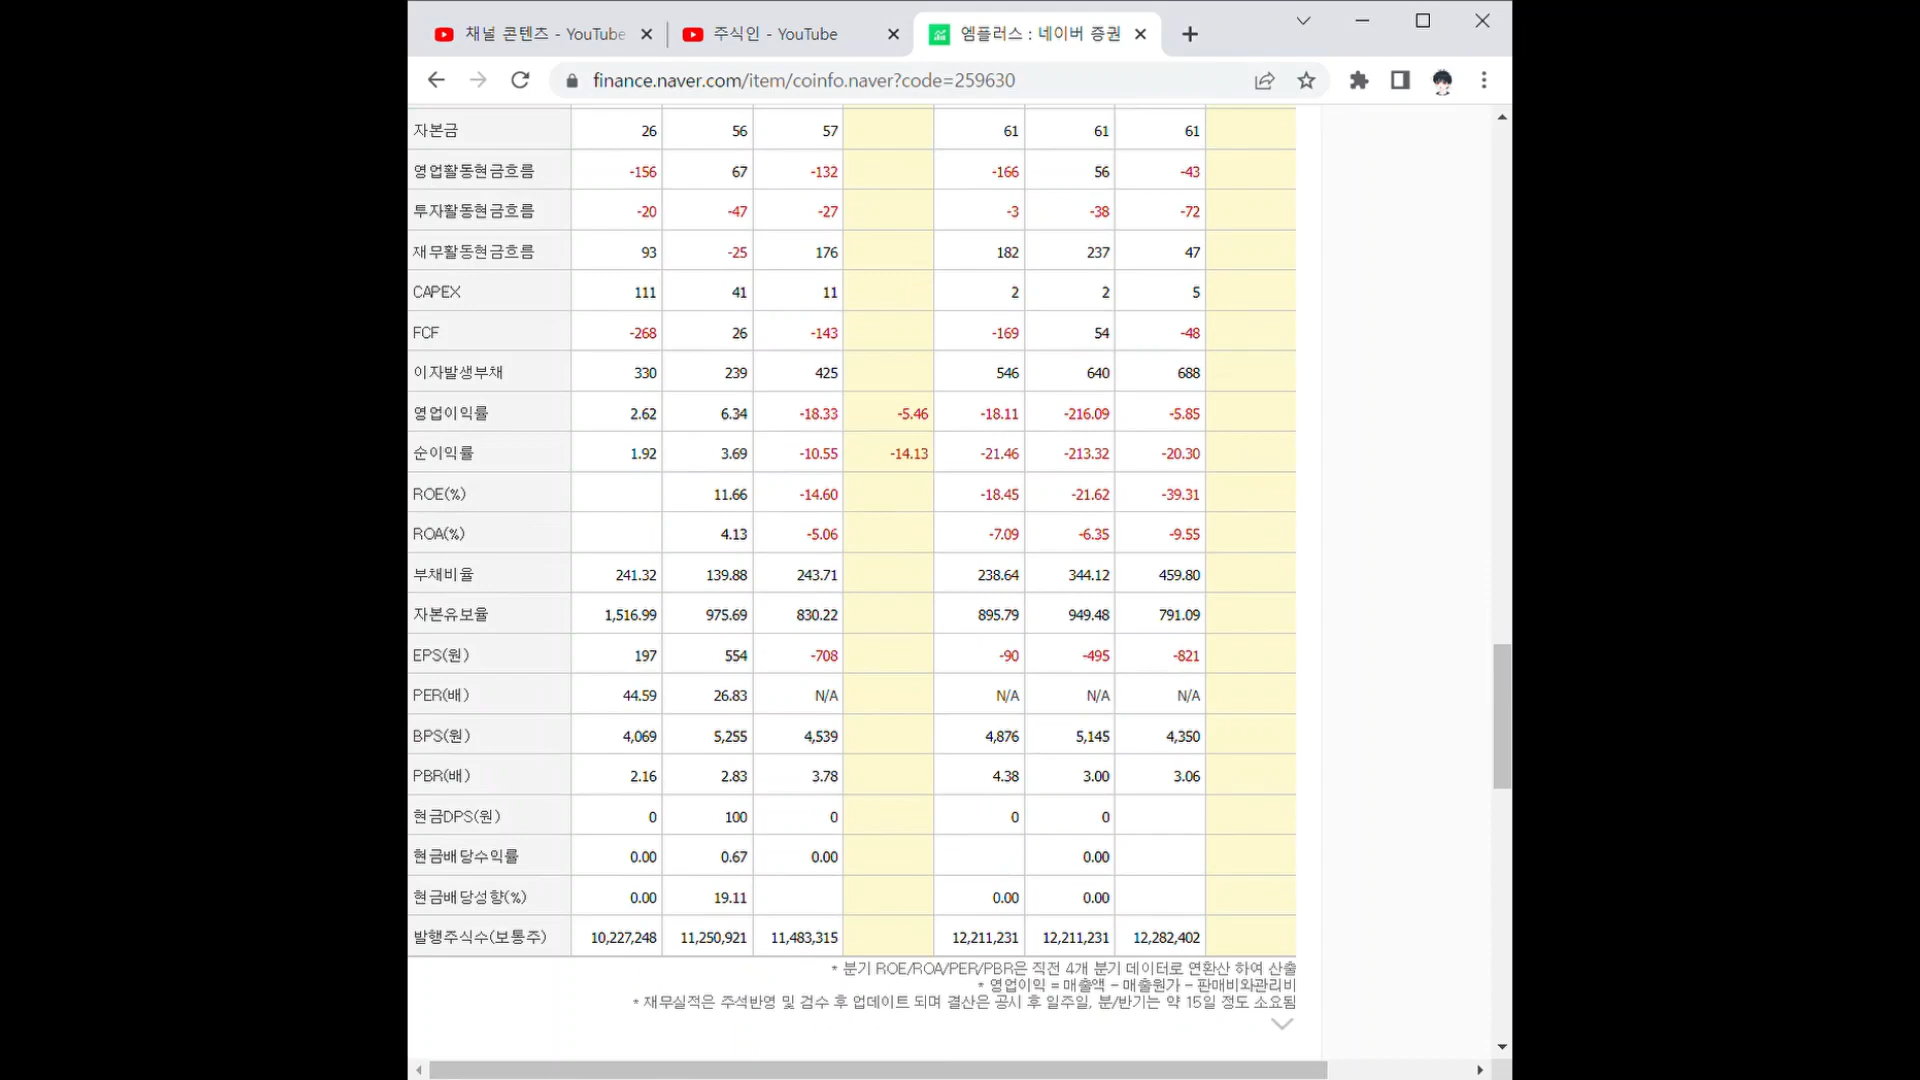 채널 콘텐츠 - YouTube
주식인 - YouTube
엠플러스 : 네이버 증권
finance.naver.com/item/coinfo.naver?code=259630
자본금 26 56 57 61 61 61
영업활동현금흐름 -156 67 -132 -166 56 -43
투자활동현금흐름 -20 -47 -27 -3 -38 -72
재무활동현금흐름 93 -25 176 182 237 47
CAPEX 111 41 11 2 2 5
FCF -268 26 -143 -169 54 -48
이자발생부채 330 239 425 546 640 688
영업이익률 2.62 6.34 -18.33 -5.46 -18.11 -216.09 -5.85
순이익률 1.92 3.69 -10.55 -14.13 -21.46 -213.32 -20.30
ROE(%) 11.66 -14.60 -18.45 -21.62 -39.31
ROA(%) 4.13 -5.06 -7.09 -6.35 -9.55
부채비율 241.32 139.88 243.71 238.64 344.12 459.80
자본유보율 1,516.99 975.69 830.22 895.79 949.48 791.09
EPS(원) 197 554 -708 -90 -495 -821
PER(배) 44.59 26.83 N/A N/A N/A N/A
BPS(원) 4,069 5,255 4,539 4,876 5,145 4,350
PBR(배) 2.16 2.83 3.78 4.38 3.00 3.06
현금DPS(원) 0 100 0 0 0
현금배당수익률 0.00 0.67 0.00 0.00
현금배당성향(%) 0.00 19.11 0.00 0.00
발행주식수(보통주) 10,227,248 11,250,921 11,483,315 12,211,231 12,211,231 12,282,402
* 분기 ROE/ROA/PER/PBR은 직전 4개 분기 데이터로 연환산 하여 산출
* 영업이익 = 매출액 - 매출원가 - 판매비와관리비
* 재무실적은 주석반영 및 검수 후 업데이트 되며 결산은 공시 후 일주일, 분/반기는 약 15일 정도 소요됨